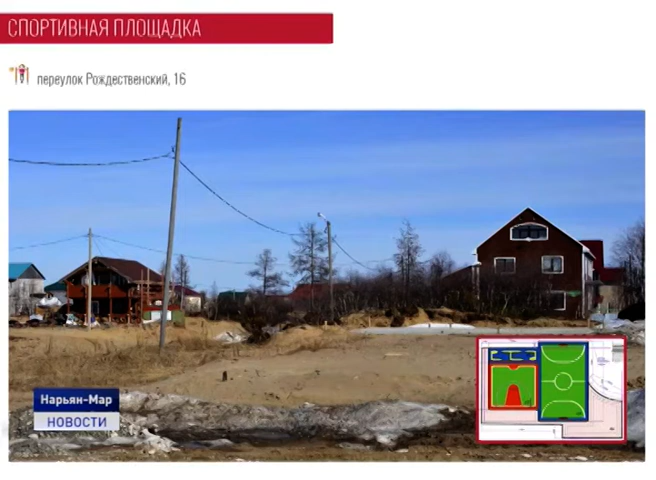 СПОРТИВНАЯ ПЛОЩАДКА
переулок Рождественский, 16
Нарьян-Мар
НОВОСТИ